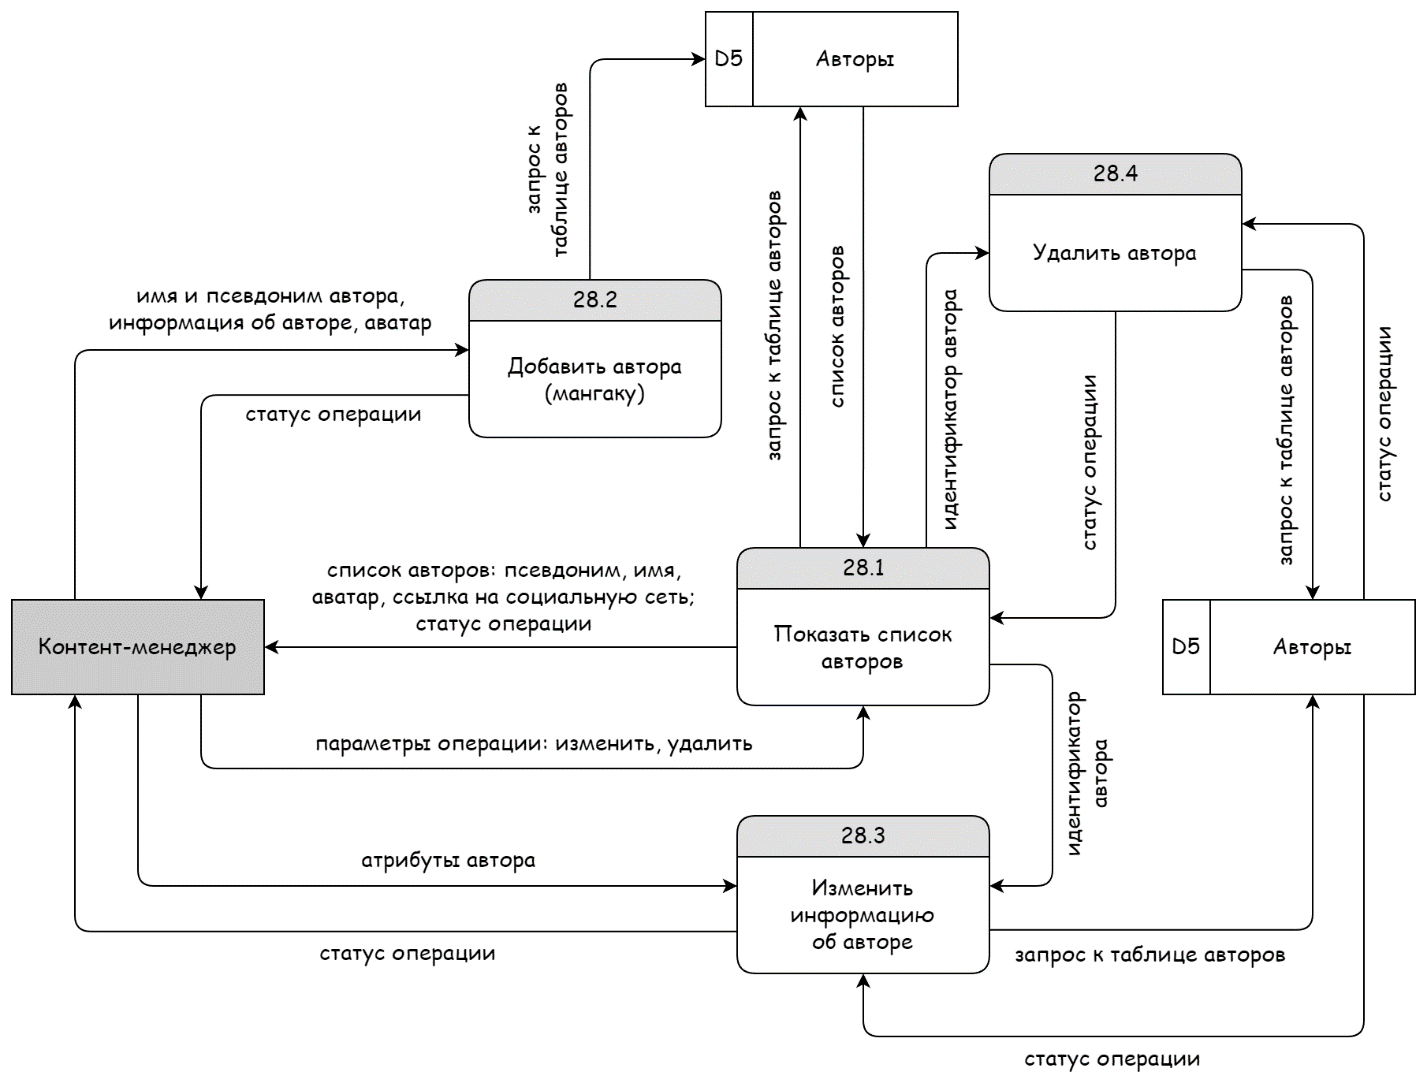 D5
Авторы
запрос к
таблице авторов
28.4
Удалить автора
запрос к таблице авторов
список авторов
идентификатор автора
статус операции
запрос к таблице авторов
статус операции
имя и псевдоним автора,
информация об авторе, аватар
28.2
Добавить автора
(мангаку)
статус операции
список авторов: псевдоним, имя,
аватар, ссылка на социальную сеть;
статус операции
28.1
Показать список
авторов
Контент-менеджер
D5
Авторы
параметры операции: изменить, удалить
идентификатор
автора
28.3
Изменить
информацию
об авторе
атрибуты автора
статус операции
запрос к таблице авторов
статус операции